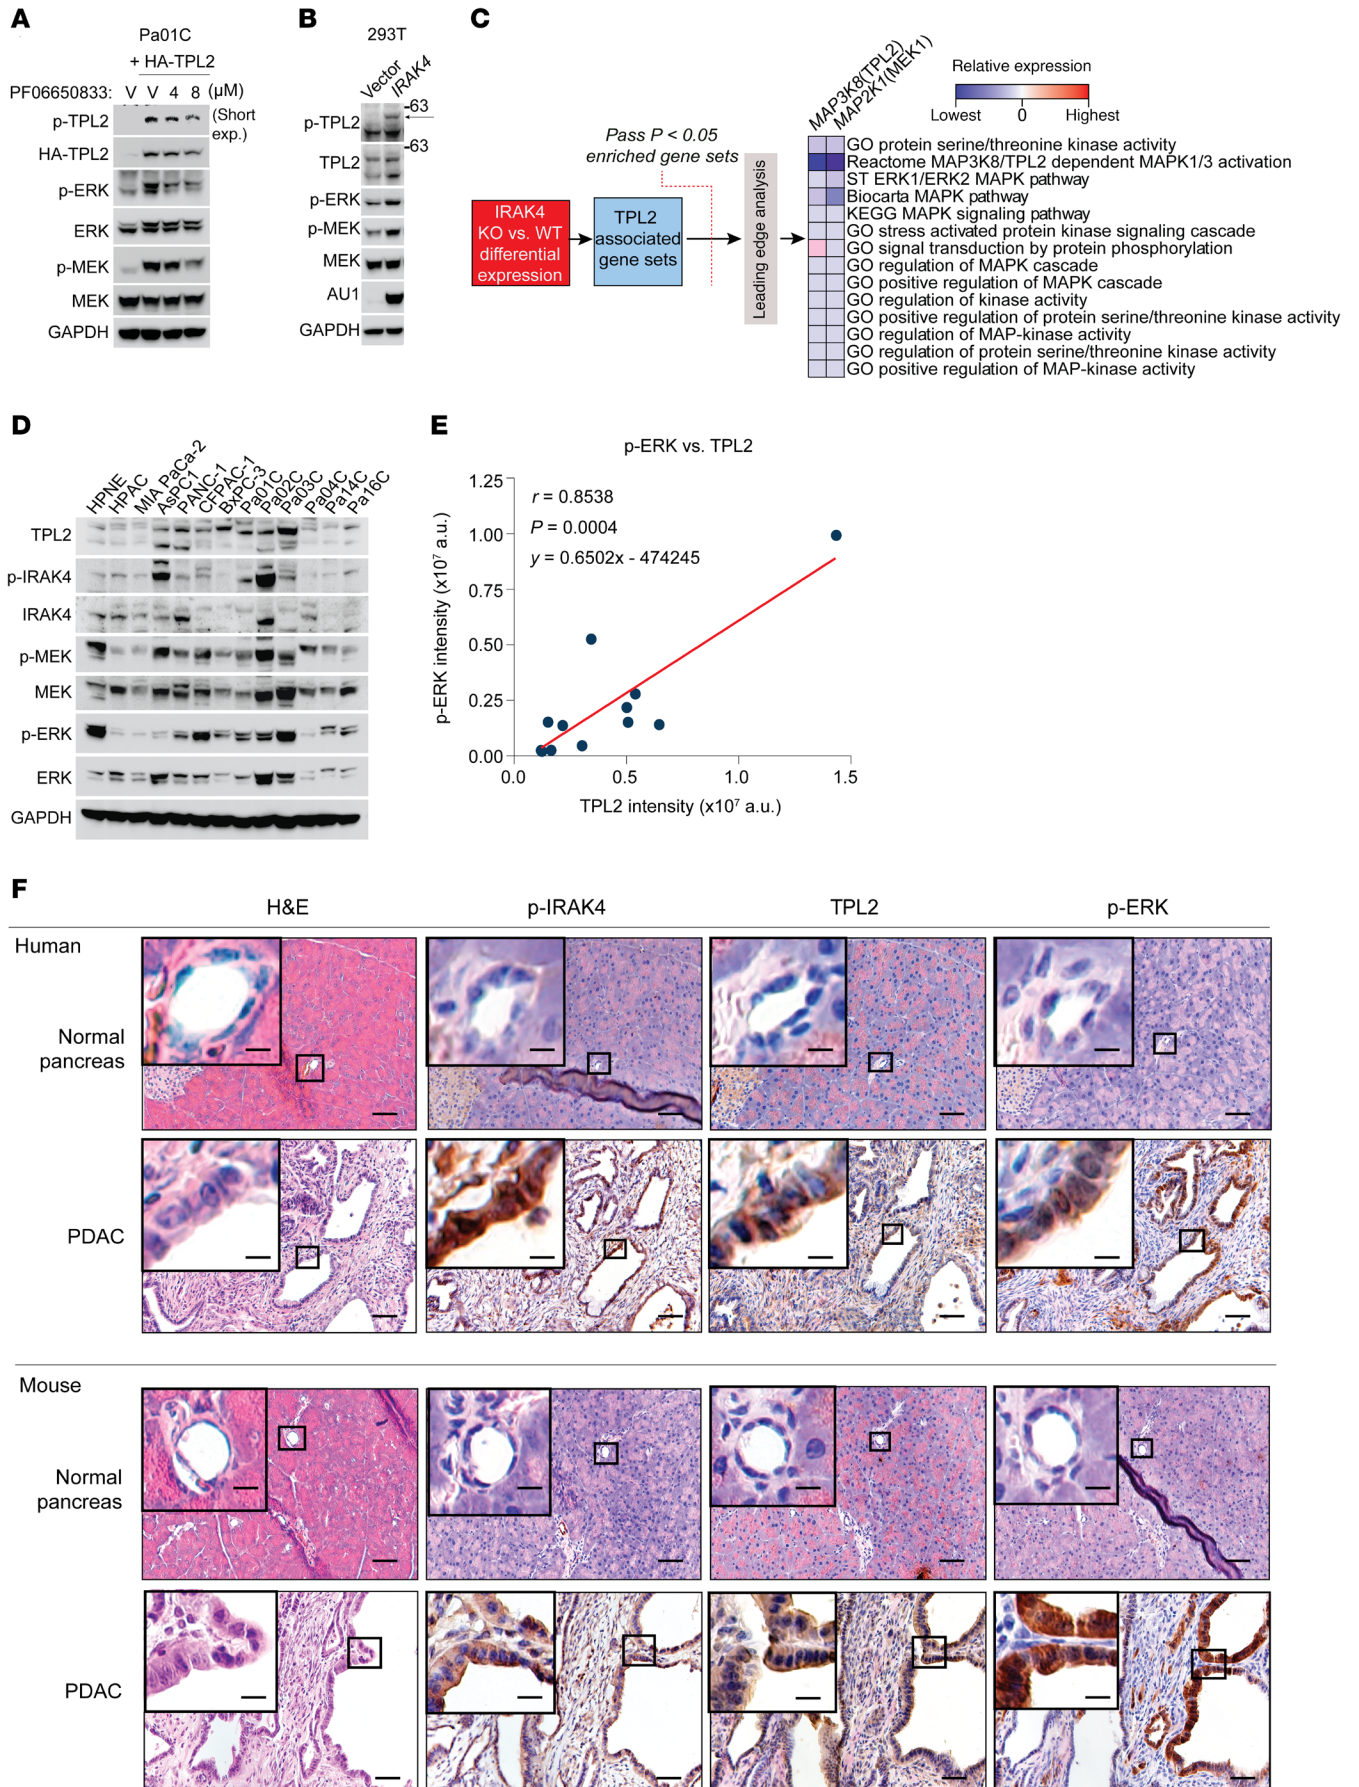 A
Pa01C
+ HA-TPL2
PF06650833: V V 4 8 (µM)
p-TPL2
(Short
exp.)
HA-TPL2
p-ERK
ERK
p-MEK
MEK
GAPDH
B
293T
Vector
IRAK4
-63
p-TPL2
-63
TPL2
p-ERK
p-MEK
MEK
AU1
GAPDH
C
IRAK4
KO vs. WT
differential
expression
TPL2
associated
gene sets
Pass P < 0.05
enriched gene sets
Leading edge analysis
MAP3K8(TPL2)
MAP2K1(MEK1)
Relative expression
Lowest 0 Highest
GO protein serine/threonine kinase activity
Reactome MAP3K8/TPL2 dependent MAPK1/3 activation
ST ERK1/ERK2 MAPK pathway
Biocarta MAPK pathway
KEGG MAPK signaling pathway
GO stress activated protein kinase signaling cascade
GO signal transduction by protein phosphorylation
GO regulation of MAPK cascade
GO positive regulation of MAPK cascade
GO regulation of kinase activity
GO positive regulation of protein serine/threonine kinase activity
GO regulation of MAP-kinase activity
GO regulation of protein serine/threonine kinase activity
GO positive regulation of MAP-kinase activity
D
HPNE
HPAC
MIA PaCa-2
AsPC1
PANC-1
CFPAC-1
BxPC-3
Pa01C
Pa02C
Pa03C
Pa04C
Pa14C
Pa16C
TPL2
p-IRAK4
IRAK4
p-MEK
MEK
p-ERK
ERK
GAPDH
E
p-ERK vs. TPL2
r = 0.8538
P = 0.0004
y = 0.6502x - 474245
p-ERK intensity (x10⁷ a.u.)
1.25
1.00
0.75
0.50
0.25
0.00
0.0 0.5 1.0 1.5
TPL2 intensity (x10⁷ a.u.)
F
H&E p-IRAK4 TPL2 p-ERK
Human
Normal
pancreas
PDAC
Mouse
Normal
pancreas
PDAC